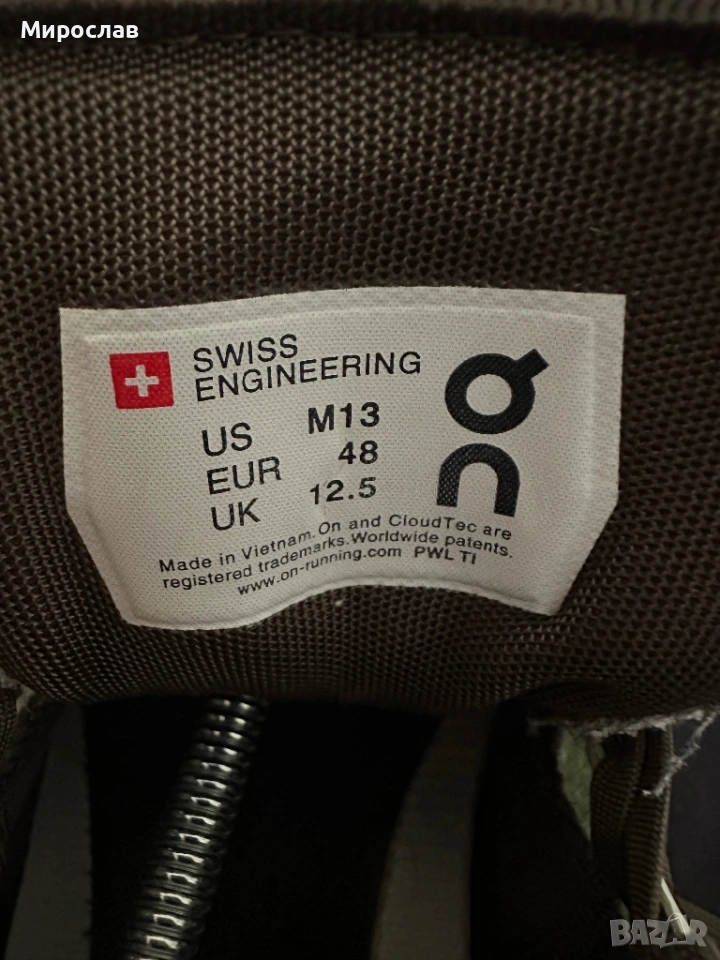 Мирослав
SWISS
ENGINEERING
US M13
EUR 48
UK 12.5
Made in Vietnam. On and CloudTec are
registered trademarks. Worldwide patents.
www.on-running.com PWL TI
On
BAZAR